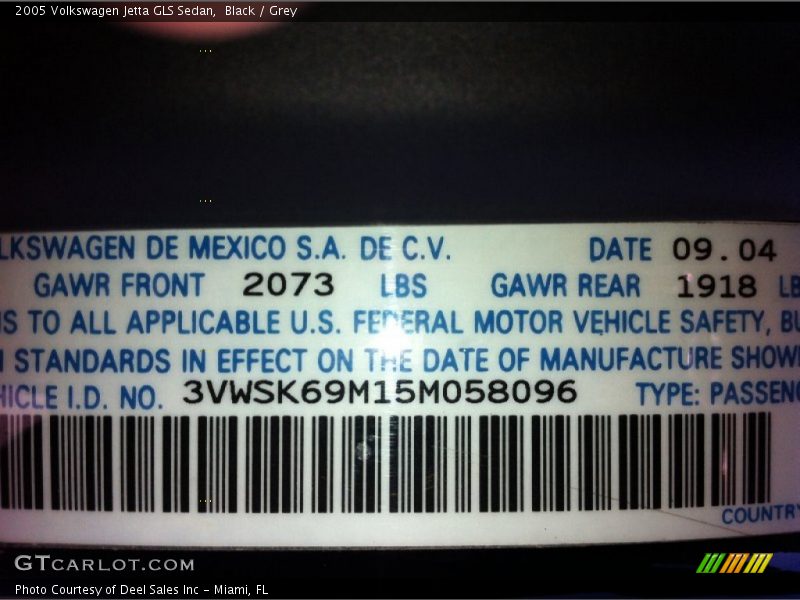 2005 Volkswagen Jetta GLS Sedan, Black / Grey
LKSWAGEN DE MEXICO S.A. DE C.V. DATE 09.04
GAWR FRONT 2073 LBS GAWR REAR 1918 LB
S TO ALL APPLICABLE U.S. FEDERAL MOTOR VEHICLE SAFETY, BU
STANDARDS IN EFFECT ON THE DATE OF MANUFACTURE SHOW
HICLE I.D. NO. 3VWSK69M15M058096 TYPE: PASSENG
COUNTRY
GTCARLOT.COM
Photo Courtesy of Deel Sales Inc - Miami, FL